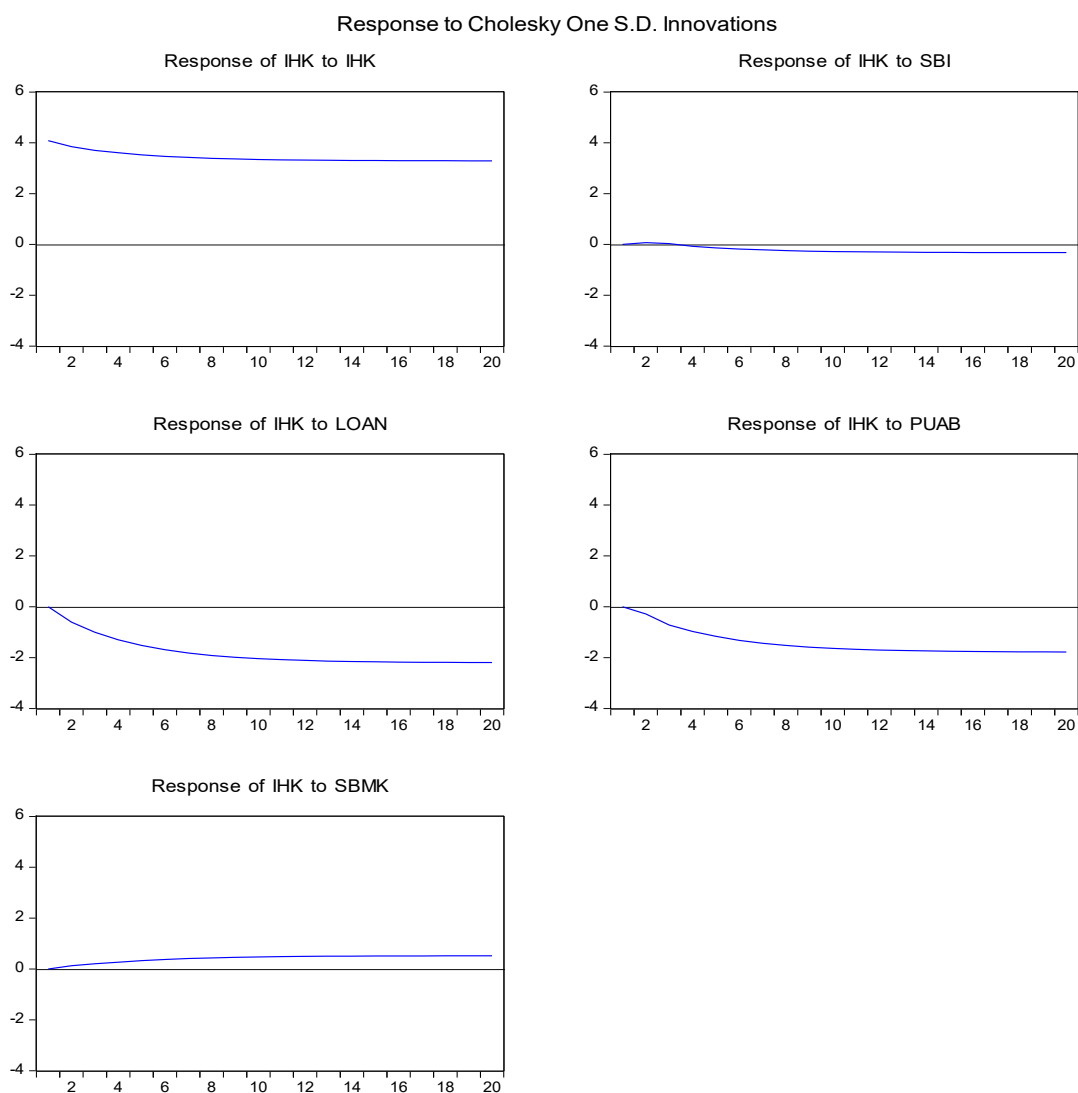 Response to Cholesky One S.D. Innovations
Response of IHK to IHK
6
4
2
0
-2
-4
2 4 6 8 10 12 14 16 18 20
Response of IHK to SBI
6
4
2
0
-2
-4
2 4 6 8 10 12 14 16 18 20
Response of IHK to LOAN
6
4
2
0
-2
-4
2 4 6 8 10 12 14 16 18 20
Response of IHK to PUAB
6
4
2
0
-2
-4
2 4 6 8 10 12 14 16 18 20
Response of IHK to SBMK
6
4
2
0
-2
-4
2 4 6 8 10 12 14 16 18 20